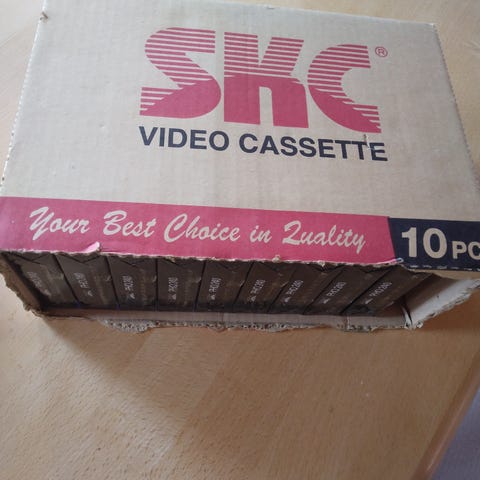 SKC®
VIDEO CASSETTE
Your Best Choice in Quality
10 PC